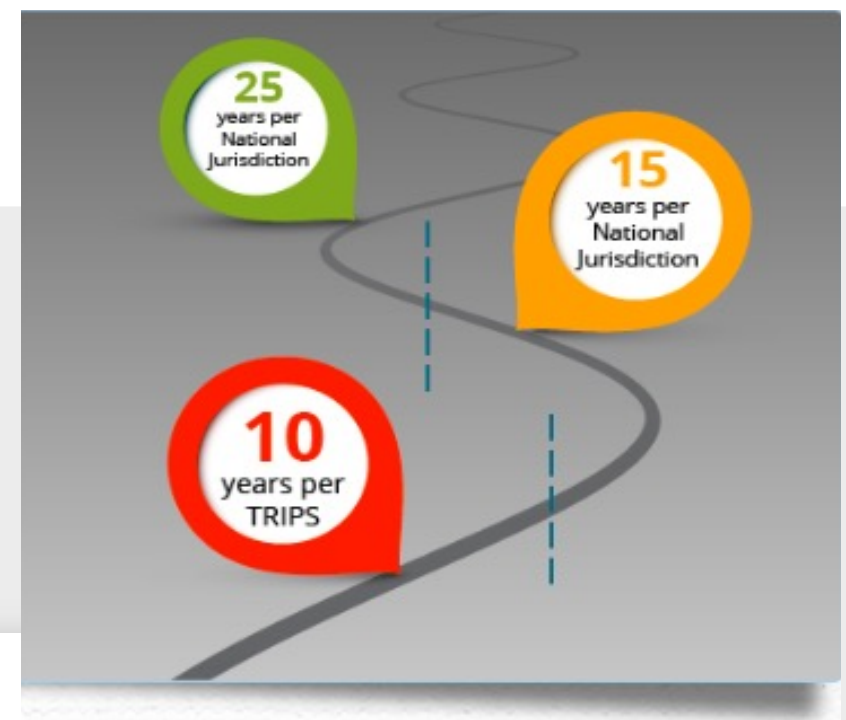 25
years per
National
Jurisdiction
15
years per
National
Jurisdiction
10
years per
TRIPS